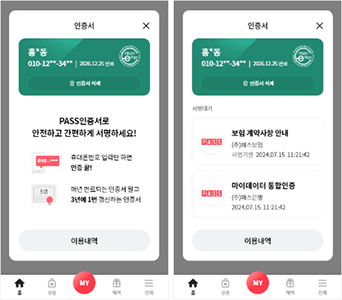 인증서
홍*동
010-12**-34** | 2026.12.25 만료
인증서 삭제
PASS인증서로
안전하고 간편하게 서명하세요!
휴대폰번호 입력만 하면
인증 끝!
매년 만료되는 인증서 말고
3년에 1번 갱신하는 인증서
이용내역
홈
상품
MY
혜택
전체
인증서
홍*동
010-12**-34** | 2026.12.25 만료
인증서 삭제
서명대기
PASS
보험 계약사항 안내
(주)패스보험
서명기한 2024.07.15 11:21:42
PASS
마이데이터 통합인증
(주)패스은행
2024.07.15 11:21:42
이용내역
홈
상품
MY
혜택
전체